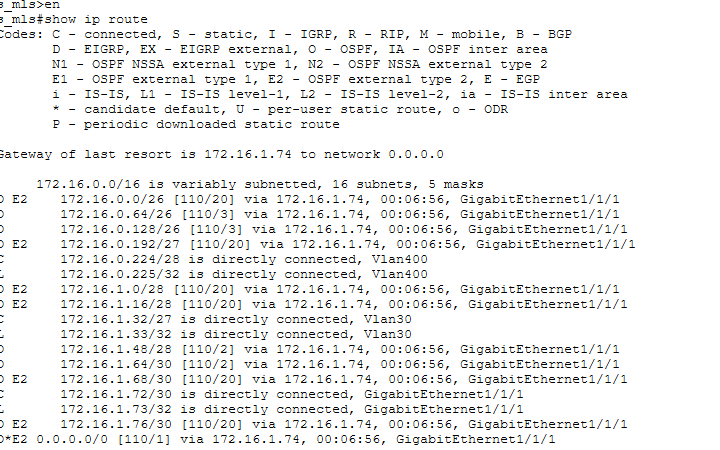 s_mls>en
s_mls#show ip route
Codes: C - connected, S - static, I - IGRP, R - RIP, M - mobile, B - BGP
D - EIGRP, EX - EIGRP external, O - OSPF, IA - OSPF inter area
N1 - OSPF NSSA external type 1, N2 - OSPF NSSA external type 2
E1 - OSPF external type 1, E2 - OSPF external type 2, E - EGP
i - IS-IS, L1 - IS-IS level-1, L2 - IS-IS level-2, ia - IS-IS inter area
* - candidate default, U - per-user static route, o - ODR
P - periodic downloaded static route
Gateway of last resort is 172.16.1.74 to network 0.0.0.0
172.16.0.0/16 is variably subnetted, 16 subnets, 5 masks
O E2 172.16.0.0/26 [110/20] via 172.16.1.74, 00:06:56, GigabitEthernet1/1/1
O 172.16.0.64/26 [110/3] via 172.16.1.74, 00:06:56, GigabitEthernet1/1/1
O 172.16.0.128/26 [110/3] via 172.16.1.74, 00:06:56, GigabitEthernet1/1/1
O E2 172.16.0.192/27 [110/20] via 172.16.1.74, 00:06:56, GigabitEthernet1/1/1
C 172.16.0.224/28 is directly connected, Vlan400
L 172.16.0.225/32 is directly connected, Vlan400
O E2 172.16.1.0/28 [110/20] via 172.16.1.74, 00:06:56, GigabitEthernet1/1/1
O E2 172.16.1.16/28 [110/20] via 172.16.1.74, 00:06:56, GigabitEthernet1/1/1
C 172.16.1.32/27 is directly connected, Vlan30
L 172.16.1.33/32 is directly connected, Vlan30
O 172.16.1.48/28 [110/2] via 172.16.1.74, 00:06:56, GigabitEthernet1/1/1
O 172.16.1.64/30 [110/2] via 172.16.1.74, 00:06:56, GigabitEthernet1/1/1
O E2 172.16.1.68/30 [110/20] via 172.16.1.74, 00:06:56, GigabitEthernet1/1/1
C 172.16.1.72/30 is directly connected, GigabitEthernet1/1/1
L 172.16.1.73/32 is directly connected, GigabitEthernet1/1/1
O E2 172.16.1.76/30 [110/20] via 172.16.1.74, 00:06:56, GigabitEthernet1/1/1
O*E2 0.0.0.0/0 [110/1] via 172.16.1.74, 00:06:56, GigabitEthernet1/1/1